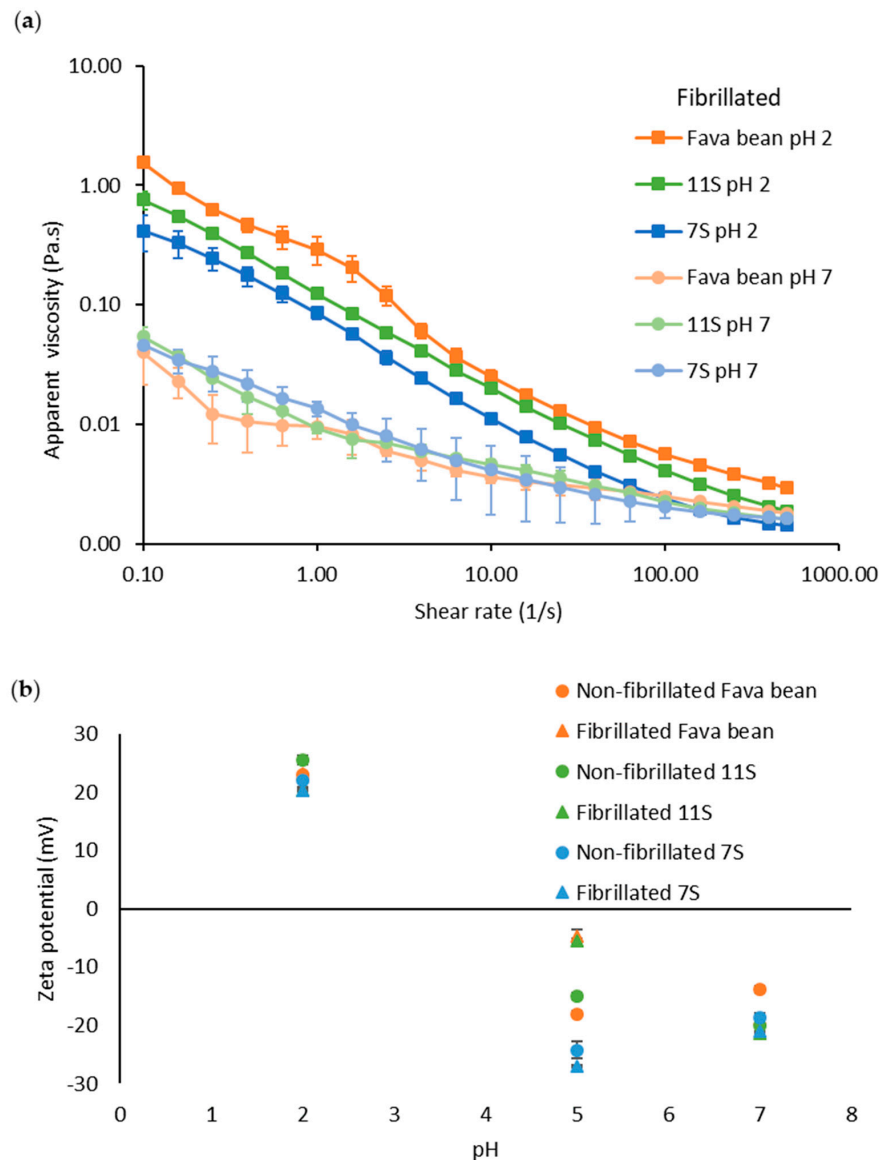 (a)
Apparent viscosity (Pa.s)
10.00
1.00
0.10
0.01
0.00
0.10
1.00
10.00
100.00
1000.00
Shear rate (1/s)
Fibrillated
Fava bean pH 2
11S pH 2
7S pH 2
Fava bean pH 7
11S pH 7
7S pH 7
(b)
Non-fibrillated Fava bean
Fibrillated Fava bean
Non-fibrillated 11S
Fibrillated 11S
Non-fibrillated 7S
Fibrillated 7S
Zeta potential (mV)
30
20
10
0
-10
-20
-30
0
1
2
3
4
5
6
7
8
pH